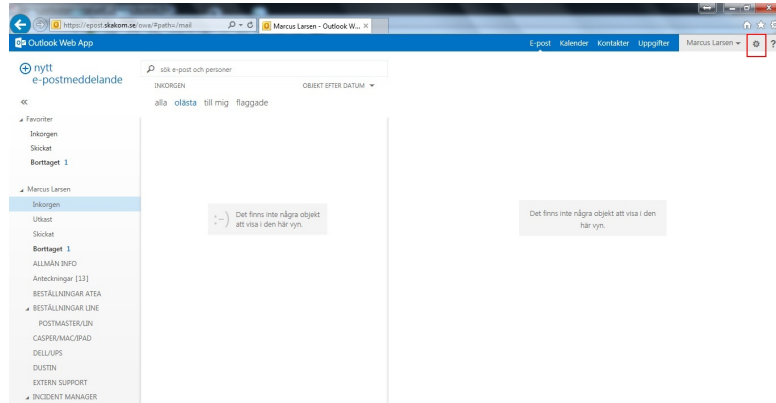 https://epost.skakom.se/owa/#path=/mail
Marcus Larsen - Outlook W...
Outlook Web App
E-post Kalender Kontakter Uppgifter Marcus Larsen ?
nytt
e-postmeddelande
sök e-post och personer
INKORGEN OBJEKT EFTER DATUM
alla olästa till mig flaggade
«
Favoriter
Inkorgen
Skickat
Borttaget 1
Marcus Larsen
Inkorgen
Utkast
Skickat
Borttaget 1
ALLMÄN INFO
Anteckningar [13]
BESTÄLLNINGAR ATEA
BESTÄLLNINGAR LINE
POSTMASTER/LIN
CASPER/MAC/IPAD
DELL/UPS
DUSTIN
EXTERN SUPPORT
INCIDENT MANAGER
:-)
Det finns inte några objekt
att visa i den här vyn.
Det finns inte några objekt att visa i den
här vyn.